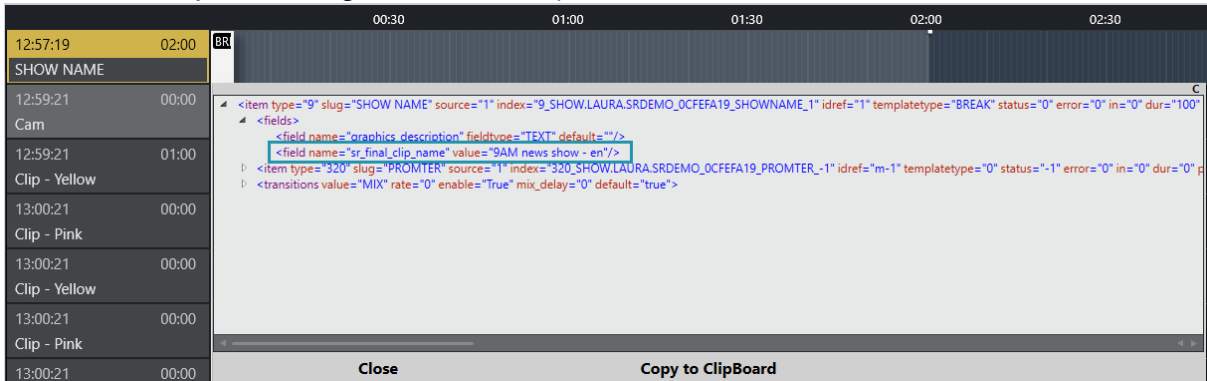 00:30 01:00 01:30 02:00 02:30
12:57:19 02:00
SHOW NAME
12:59:21 00:00
Cam
12:59:21 01:00
Clip - Yellow
13:00:21 00:00
Clip - Pink
13:00:21 00:00
Clip - Yellow
13:00:21 00:00
Clip - Pink
13:00:21 00:00
BR
C
<item type="9" slug="SHOW NAME" source="1" index="9_SHOW.LAURA.SRDEMO_0CFEFA19_SHOWNAME_1" idref="1" templatetype="BREAK" status="0" error="0" in="0" dur="100"
<fields>
<field name="graphics_description" fieldtype="TEXT" default=""/>
<field name="sr_final_clip_name" value="9AM news show - en"/>
<item type="320" slug="PROMTER" source="1" index="320_SHOW.LAURA.SRDEMO_0CFEFA19_PROMTER_-1" idref="m-1" templatetype="0" status="-1" error="0" in="0" dur="0" p
<transitions value="MIX" rate="0" enable="True" mix_delay="0" default="true">
Close Copy to ClipBoard